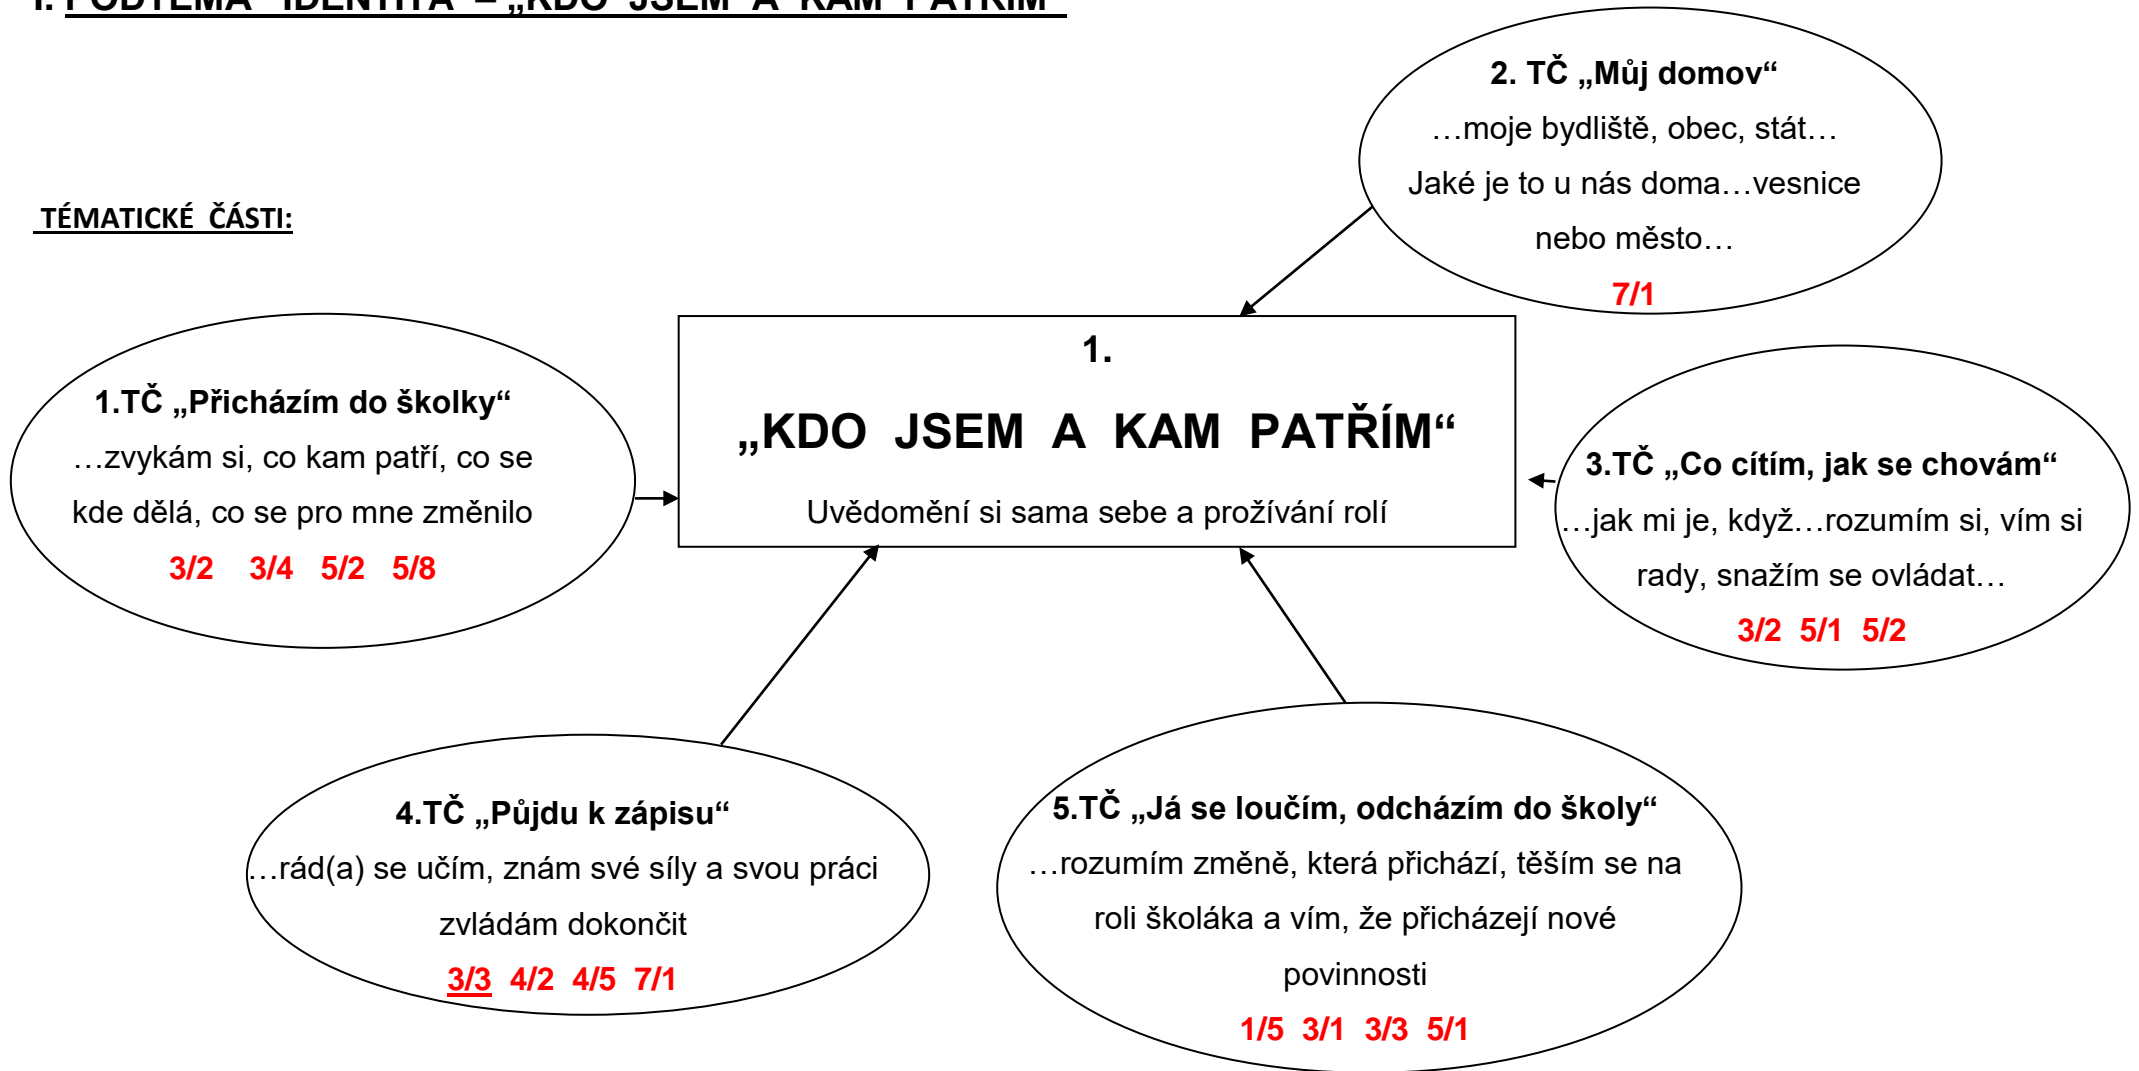 I. PODTÉMA IDENTITA – „KDO JSEM A KAM PATŘÍM“
TÉMATICKÉ ČÁSTI:
2. TČ „Můj domov“
…moje bydliště, obec, stát…
Jaké je to u nás doma…vesnice
nebo město…
7/1
1.TČ „Přicházím do školky“
…zvykám si, co kam patří, co se
kde dělá, co se pro mne změnilo
3/2 3/4 5/2 5/8
1.
„KDO JSEM A KAM PATŘÍM“
Uvědomění si sama sebe a prožívání rolí
3.TČ „Co cítím, jak se chovám“
…jak mi je, když…rozumím si, vím si
rady, snažím se ovládat…
3/2 5/1 5/2
4.TČ „Půjdu k zápisu“
…rád(a) se učím, znám své síly a svou práci
zvládám dokončit
3/3 4/2 4/5 7/1
5.TČ „Já se loučím, odcházím do školy“
…rozumím změně, která přichází, těším se na
roli školáka a vím, že přicházejí nové
povinnosti
1/5 3/1 3/3 5/1